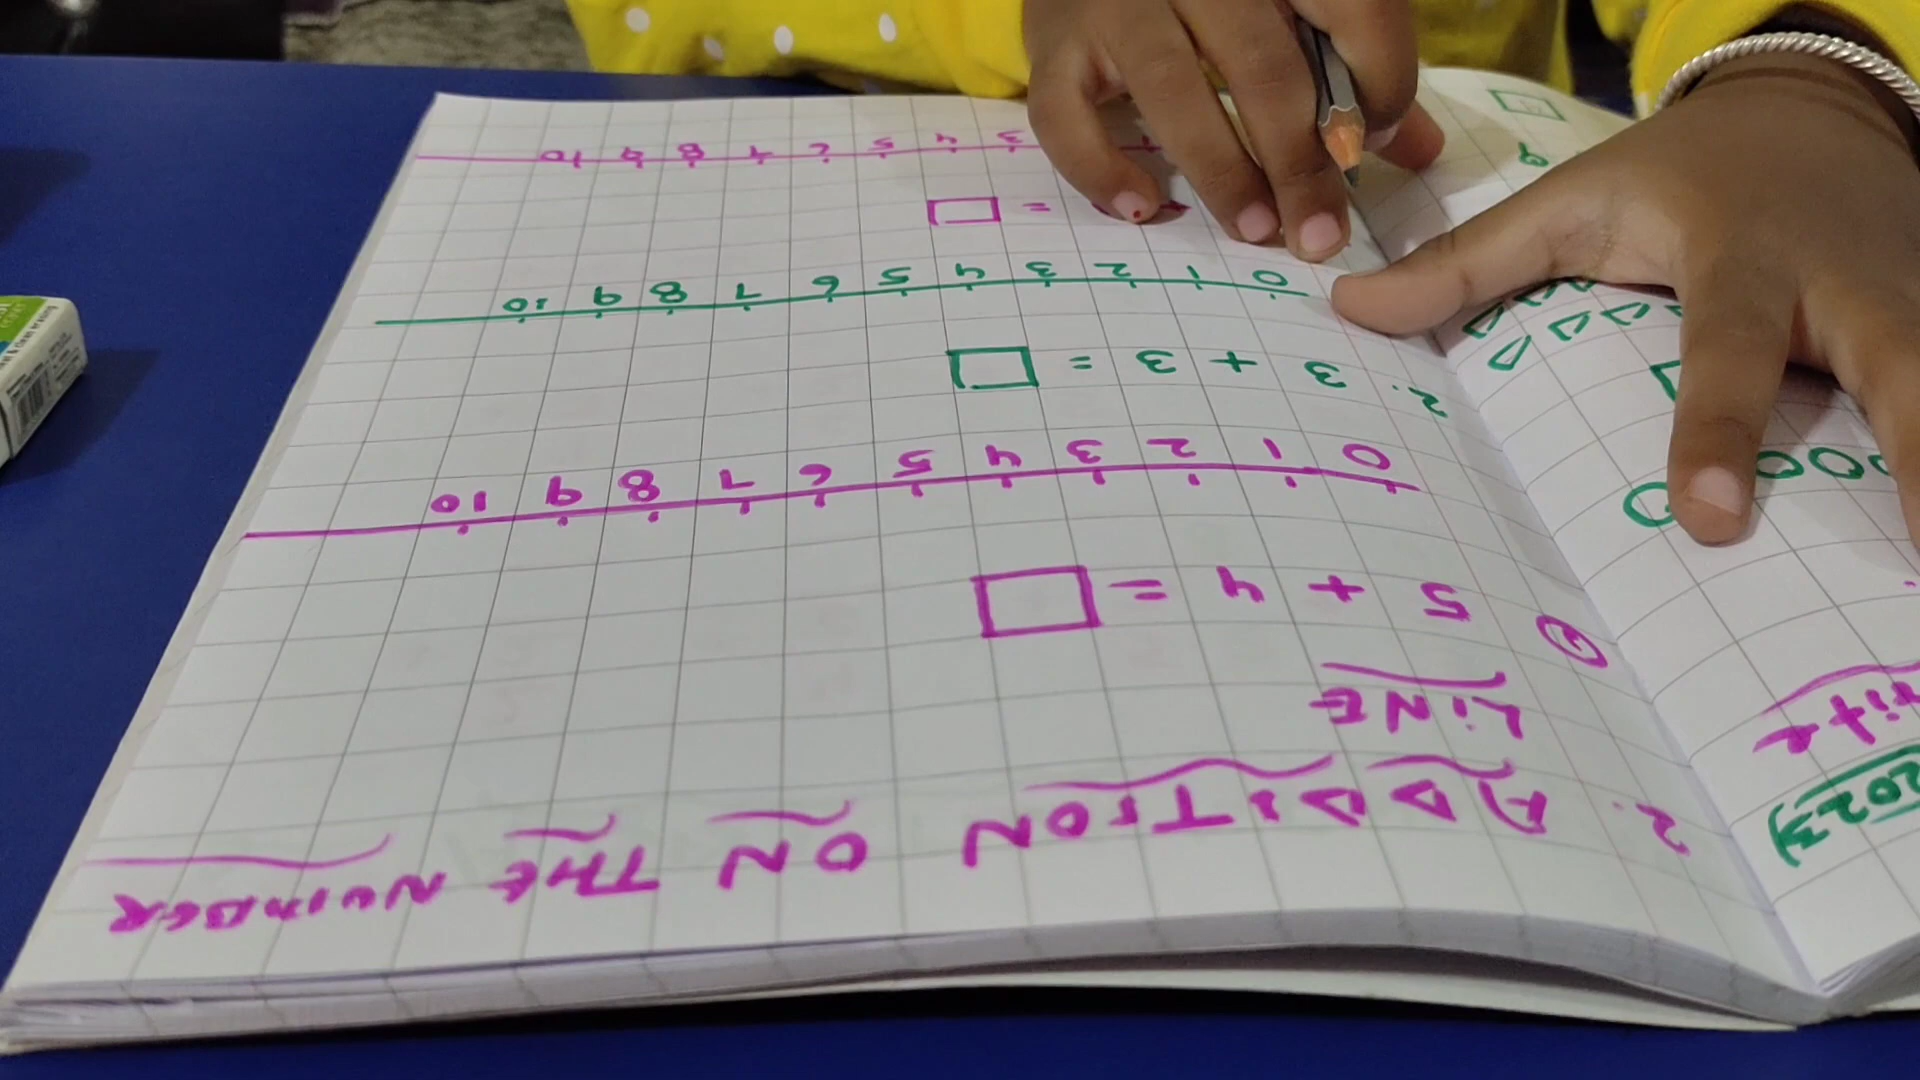 2. ADDITION ON THE NUMBER
LINE
5 + 4 = 
0 1 2 3 4 5 6 7 8 9 10
2. 3 + 3 = 
0 1 2 3 4 5 6 7 8 9 10
=
3 4 5 6 7 8 9 10
2023)
9